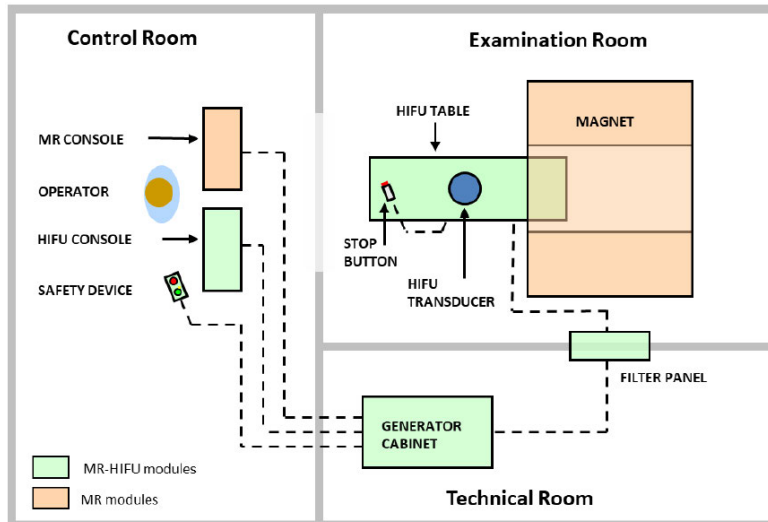 Control Room
Examination Room
MR CONSOLE
OPERATOR
HIFU CONSOLE
SAFETY DEVICE
HIFU TABLE
MAGNET
STOP
BUTTON
HIFU
TRANSDUCER
FILTER PANEL
GENERATOR
CABINET
MR-HIFU modules
MR modules
Technical Room